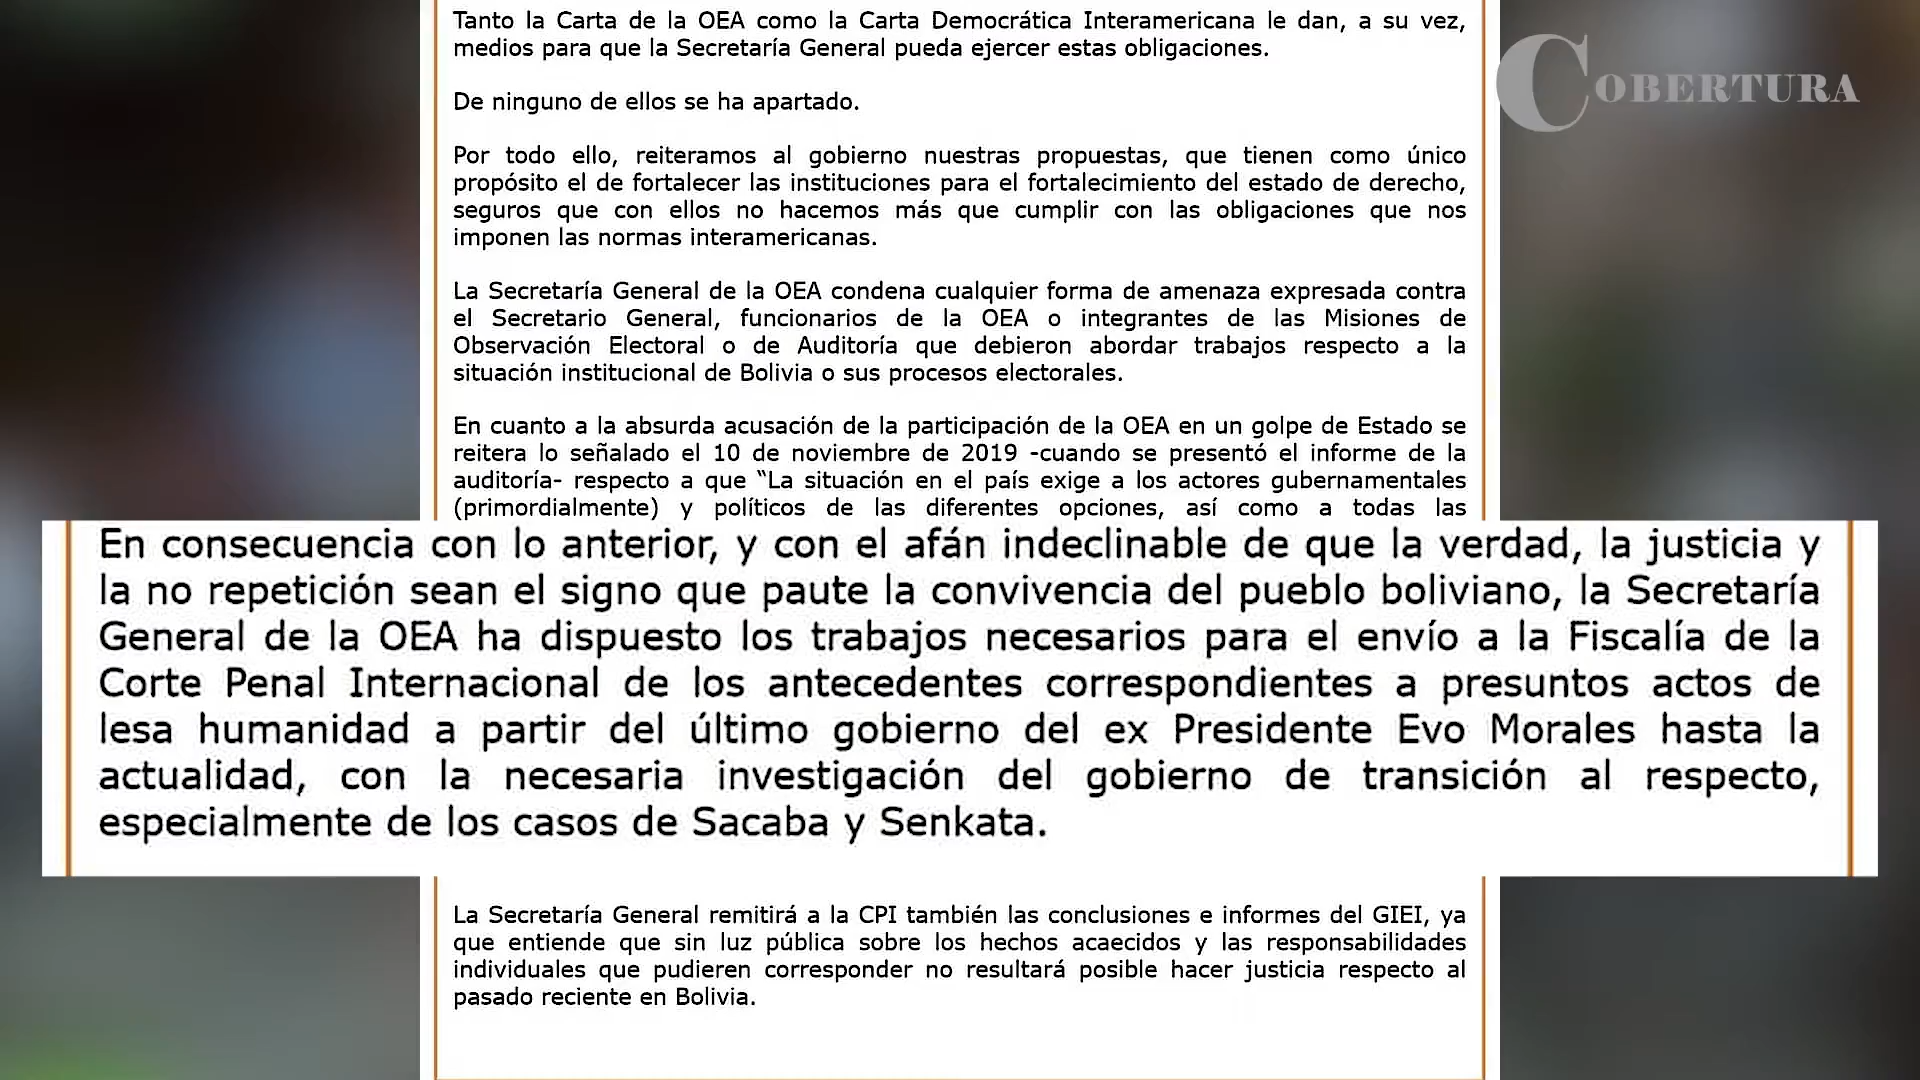 Tanto la Carta de la OEA como la Carta Democrática Interamericana le dan, a su vez,
medios para que la Secretaría General pueda ejercer estas obligaciones.
De ninguno de ellos se ha apartado.
Por todo ello, reiteramos al gobierno nuestras propuestas, que tienen como único
propósito el de fortalecer las instituciones para el fortalecimiento del estado de derecho,
seguros que con ellos no hacemos más que cumplir con las obligaciones que nos
imponen las normas interamericanas.
La Secretaría General de la OEA condena cualquier forma de amenaza expresada contra
el Secretario General, funcionarios de la OEA o integrantes de las Misiones de
Observación Electoral o de Auditoría que debieron abordar trabajos respecto a la
situación institucional de Bolivia o sus procesos electorales.
En cuanto a la absurda acusación de la participación de la OEA en un golpe de Estado se
reitera lo señalado el 10 de noviembre de 2019 -cuando se presentó el informe de la
auditoría- respecto a que “La situación en el país exige a los actores gubernamentales
(primordialmente) y políticos de las diferentes opciones, así como a todas las
En consecuencia con lo anterior, y con el afán indeclinable de que la verdad, la justicia y
la no repetición sean el signo que paute la convivencia del pueblo boliviano, la Secretaría
General de la OEA ha dispuesto los trabajos necesarios para el envío a la Fiscalía de la
Corte Penal Internacional de los antecedentes correspondientes a presuntos actos de
lesa humanidad a partir del último gobierno del ex Presidente Evo Morales hasta la
actualidad, con la necesaria investigación del gobierno de transición al respecto,
especialmente de los casos de Sacaba y Senkata.
La Secretaría General remitirá a la CPI también las conclusiones e informes del GIEI, ya
que entiende que sin luz pública sobre los hechos acaecidos y las responsabilidades
individuales que pudieren corresponder no resultará posible hacer justicia respecto al
pasado reciente en Bolivia.
COBERTURA